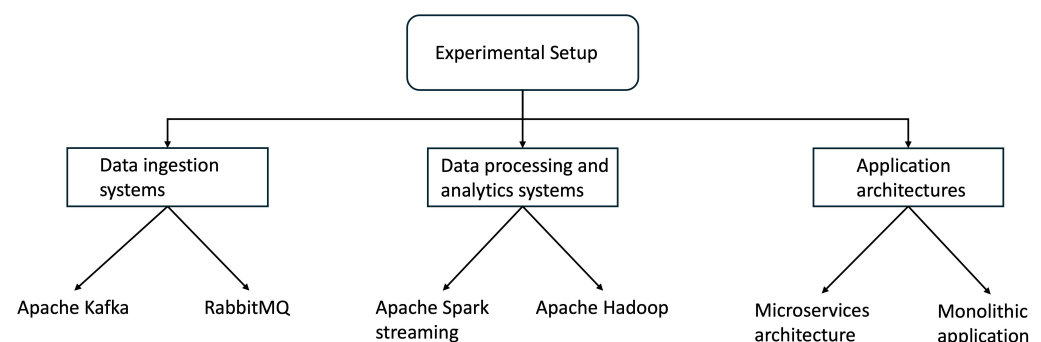 Experimental Setup
Data ingestion
systems
Data processing and
analytics systems
Application
architectures
Apache Kafka
RabbitMQ
Apache Spark
streaming
Apache Hadoop
Microservices
architecture
Monolithic
application